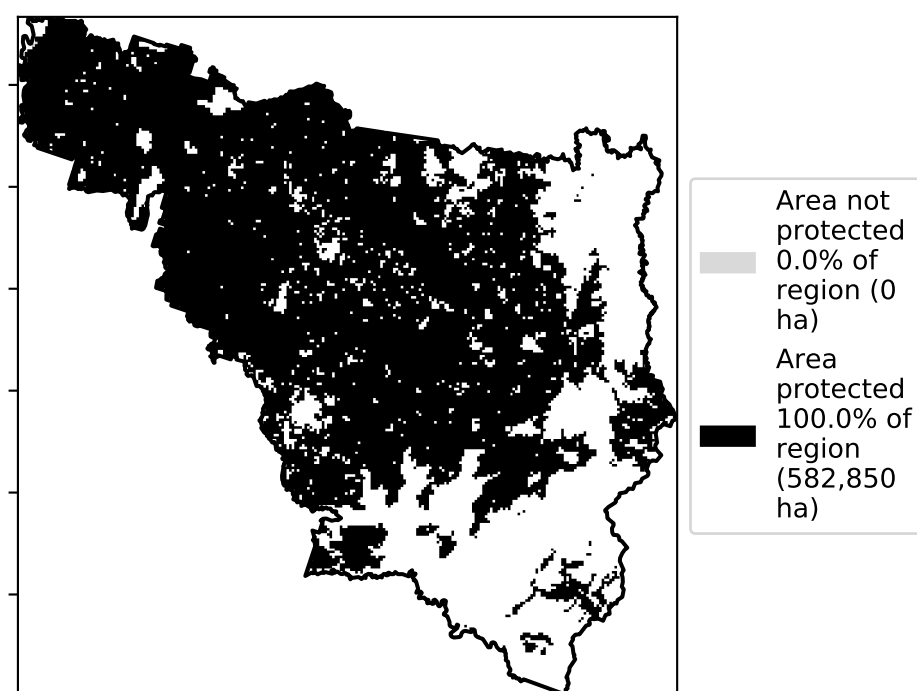 Area not
protected
0.0% of
region (0
ha)
Area
protected
100.0% of
region
(582,850
ha)